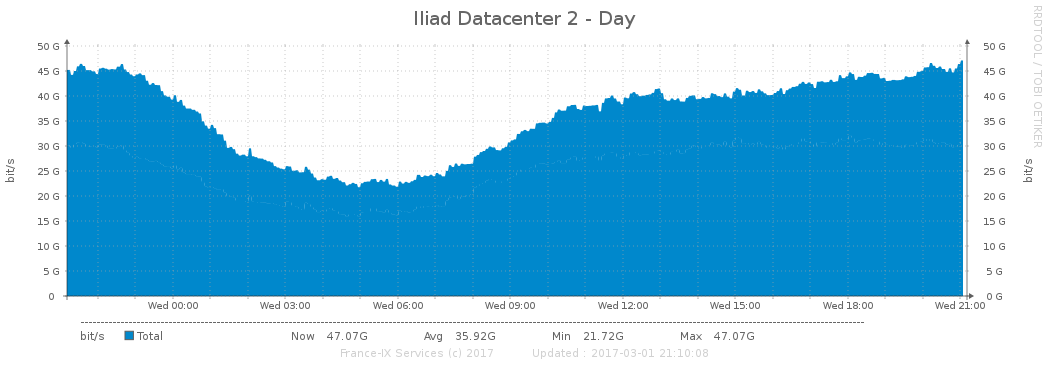 Iliad Datacenter 2 - Day
RRDTOOL / TOBI OETIKER
bit/s
50 G
45 G
40 G
35 G
30 G
25 G
20 G
15 G
10 G
5 G
0
50 G
45 G
40 G
35 G
30 G
25 G
20 G
15 G
10 G
5 G
0 G
bit/s
Wed 00:00 Wed 03:00 Wed 06:00 Wed 09:00 Wed 12:00 Wed 15:00 Wed 18:00 Wed 21:00
bit/s Total Now 47.07G Avg 35.92G Min 21.72G Max 47.07G
France-IX Services (c) 2017 Updated : 2017-03-01 21:10:08